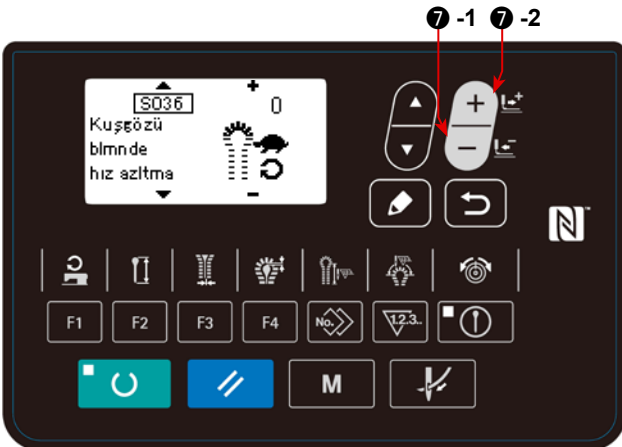 ❼ -1 ❼ -2
S036
+
0
Kuşgözü
blmnde
hız azltma
-
+
−
F1 F2 F3 F4 No. 1.2.3..
M